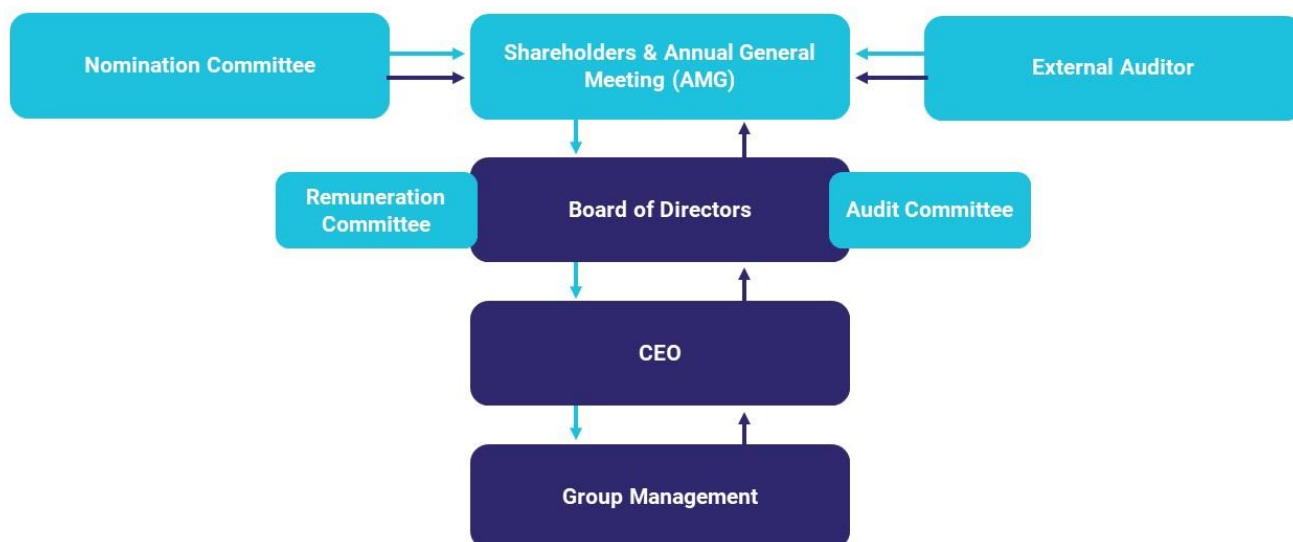 Nomination Committee
Shareholders & Annual General
Meeting (AMG)
External Auditor
Remuneration
Committee
Board of Directors
Audit Committee
CEO
Group Management